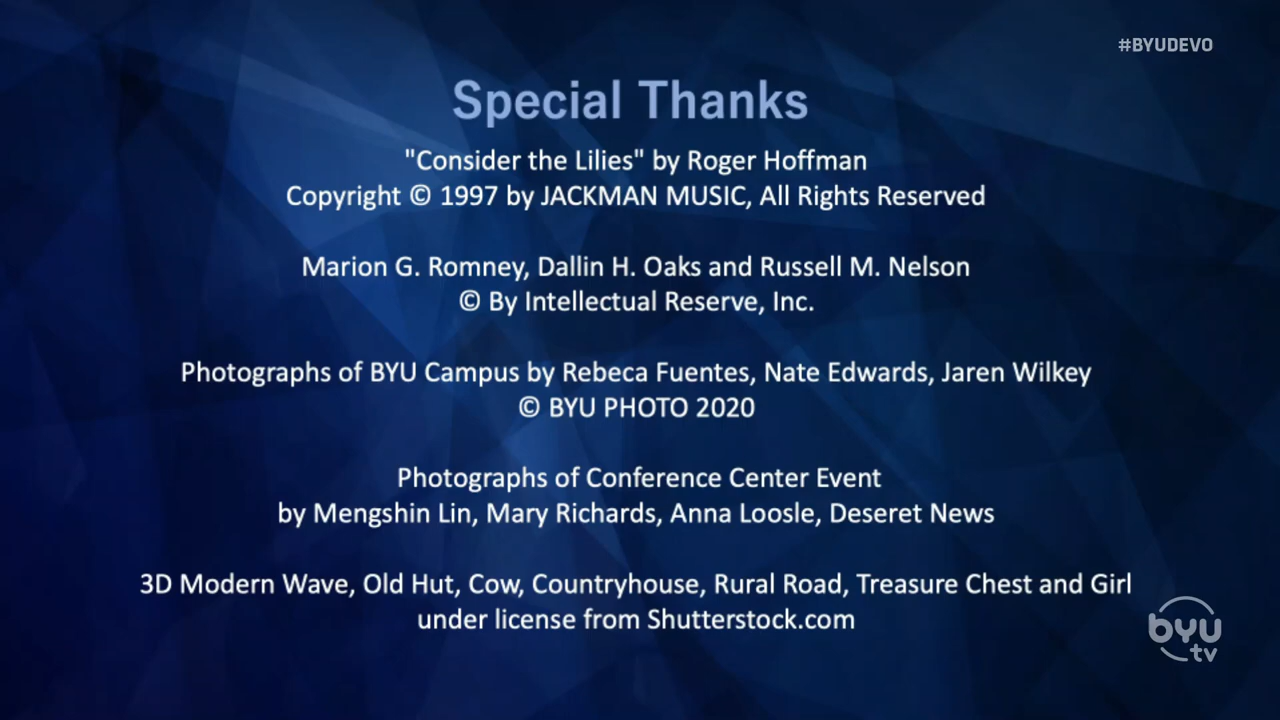 #BYUDEVO
Special Thanks
"Consider the Lilies" by Roger Hoffman
Copyright © 1997 by JACKMAN MUSIC, All Rights Reserved
Marion G. Romney, Dallin H. Oaks and Russell M. Nelson
© By Intellectual Reserve, Inc.
Photographs of BYU Campus by Rebeca Fuentes, Nate Edwards, Jaren Wilkey
© BYU PHOTO 2020
Photographs of Conference Center Event
by Mengshin Lin, Mary Richards, Anna Loosle, Deseret News
3D Modern Wave, Old Hut, Cow, Countryhouse, Rural Road, Treasure Chest and Girl
under license from Shutterstock.com
byu
tv